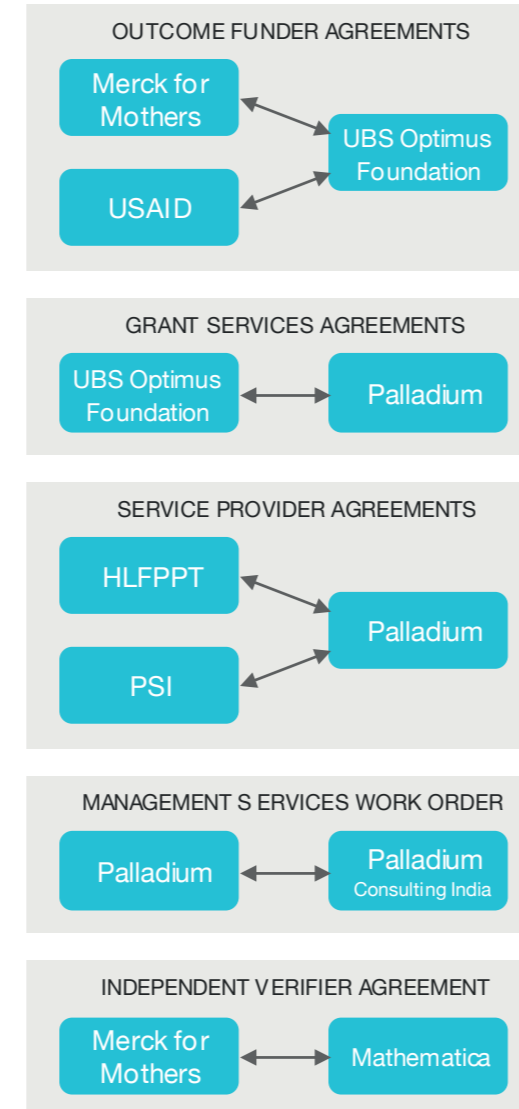 OUTCOME FUNDER AGREEMENTS
Merck for
Mothers
UBS Optimus
Foundation
USAID
GRANT SERVICES AGREEMENTS
UBS Optimus
Foundation
Palladium
SERVICE PROVIDER AGREEMENTS
HLFPPT
Palladium
PSI
MANAGEMENT SERVICES WORK ORDER
Palladium
Palladium
Consulting India
INDEPENDENT VERIFIER AGREEMENT
Merck for
Mothers
Mathematica